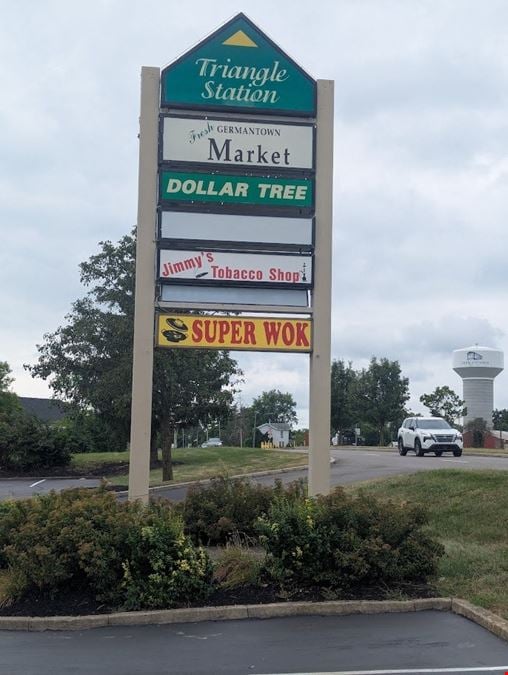 Triangle
Station
Fresh GERMANTOWN
Market
DOLLAR TREE
Jimmy's
Tobacco Shop
SUPER WOK